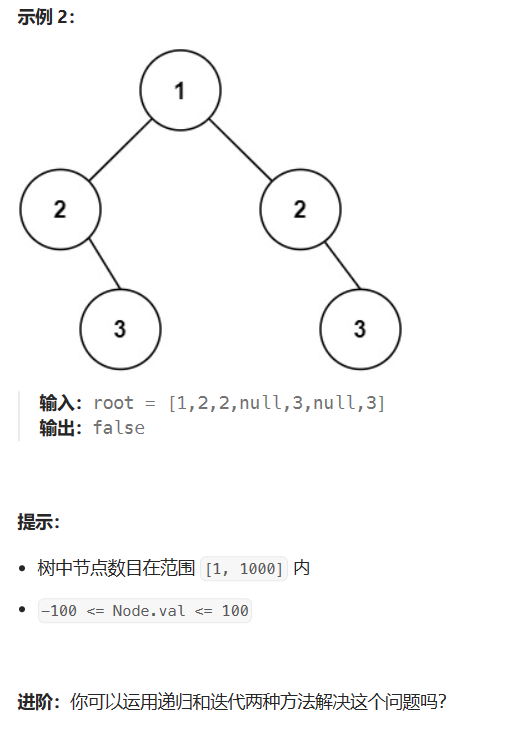 示例 2：
1
2 2
3 3
输入：root = [1,2,2,null,3,null,3]
输出：false
提示：
• 树中节点数目在范围 [1, 1000] 内
• -100 <= Node.val <= 100
进阶：你可以运用递归和迭代两种方法解决这个问题吗？